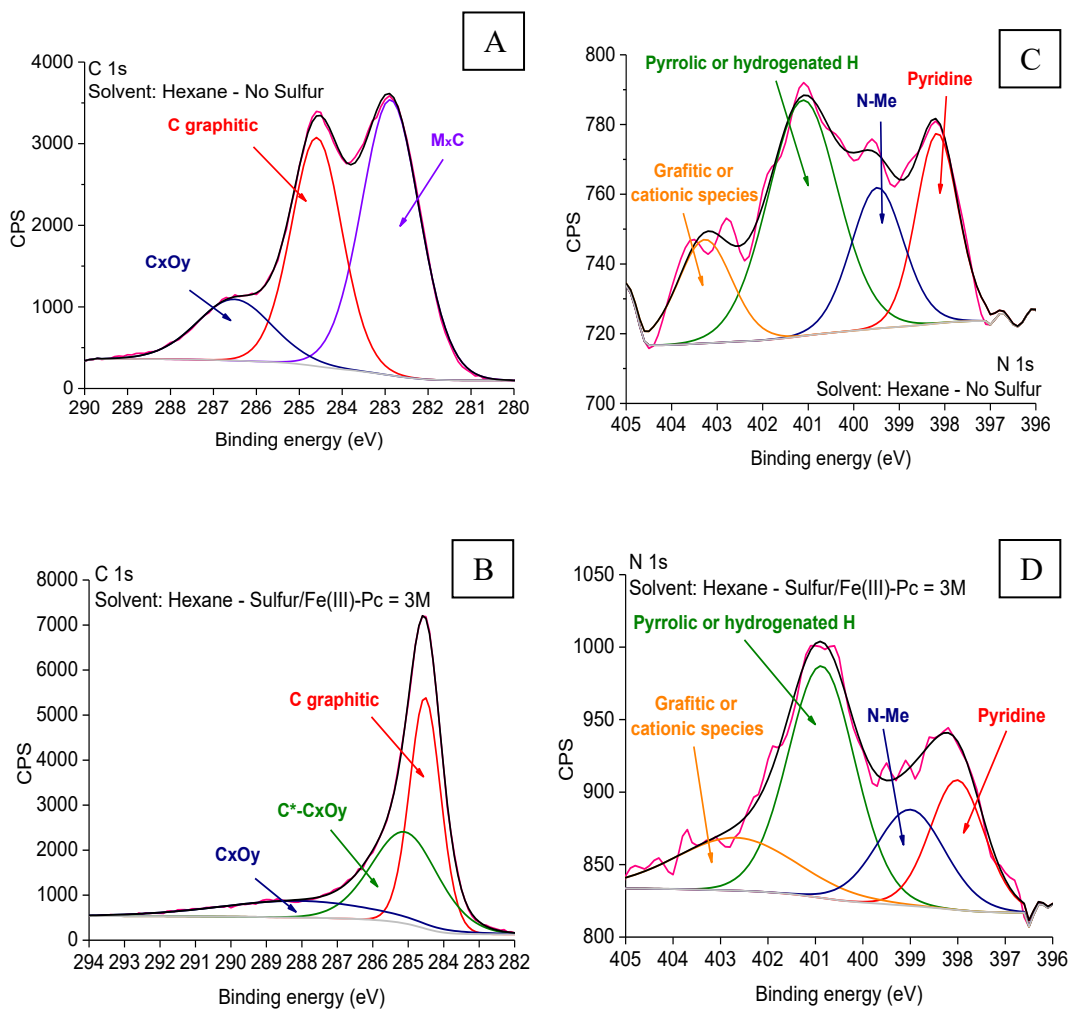 A
C 1s
Solvent: Hexane - No Sulfur
C graphitic
MxC
CxOy
CPS
4000
3000
2000
1000
0
290 289 288 287 286 285 284 283 282 281 280
Binding energy (eV)
C
Pyrrolic or hydrogenated H
Pyridine
N-Me
Grafitic or
cationic species
CPS
800
780
760
740
720
700
N 1s
Solvent: Hexane - No Sulfur
405 404 403 402 401 400 399 398 397 396
Binding energy (eV)
B
C 1s
Solvent: Hexane - Sulfur/Fe(III)-Pc = 3M
C graphitic
C*-CxOy
CxOy
CPS
8000
7000
6000
5000
4000
3000
2000
1000
0
294 293 292 291 290 289 288 287 286 285 284 283 282
Binding energy (eV)
D
N 1s
Solvent: Hexane - Sulfur/Fe(III)-Pc = 3M
Pyrrolic or hydrogenated H
Grafitic or
cationic species
N-Me
Pyridine
CPS
1050
1000
950
900
850
800
405 404 403 402 401 400 399 398 397 396
Binding energy (eV)